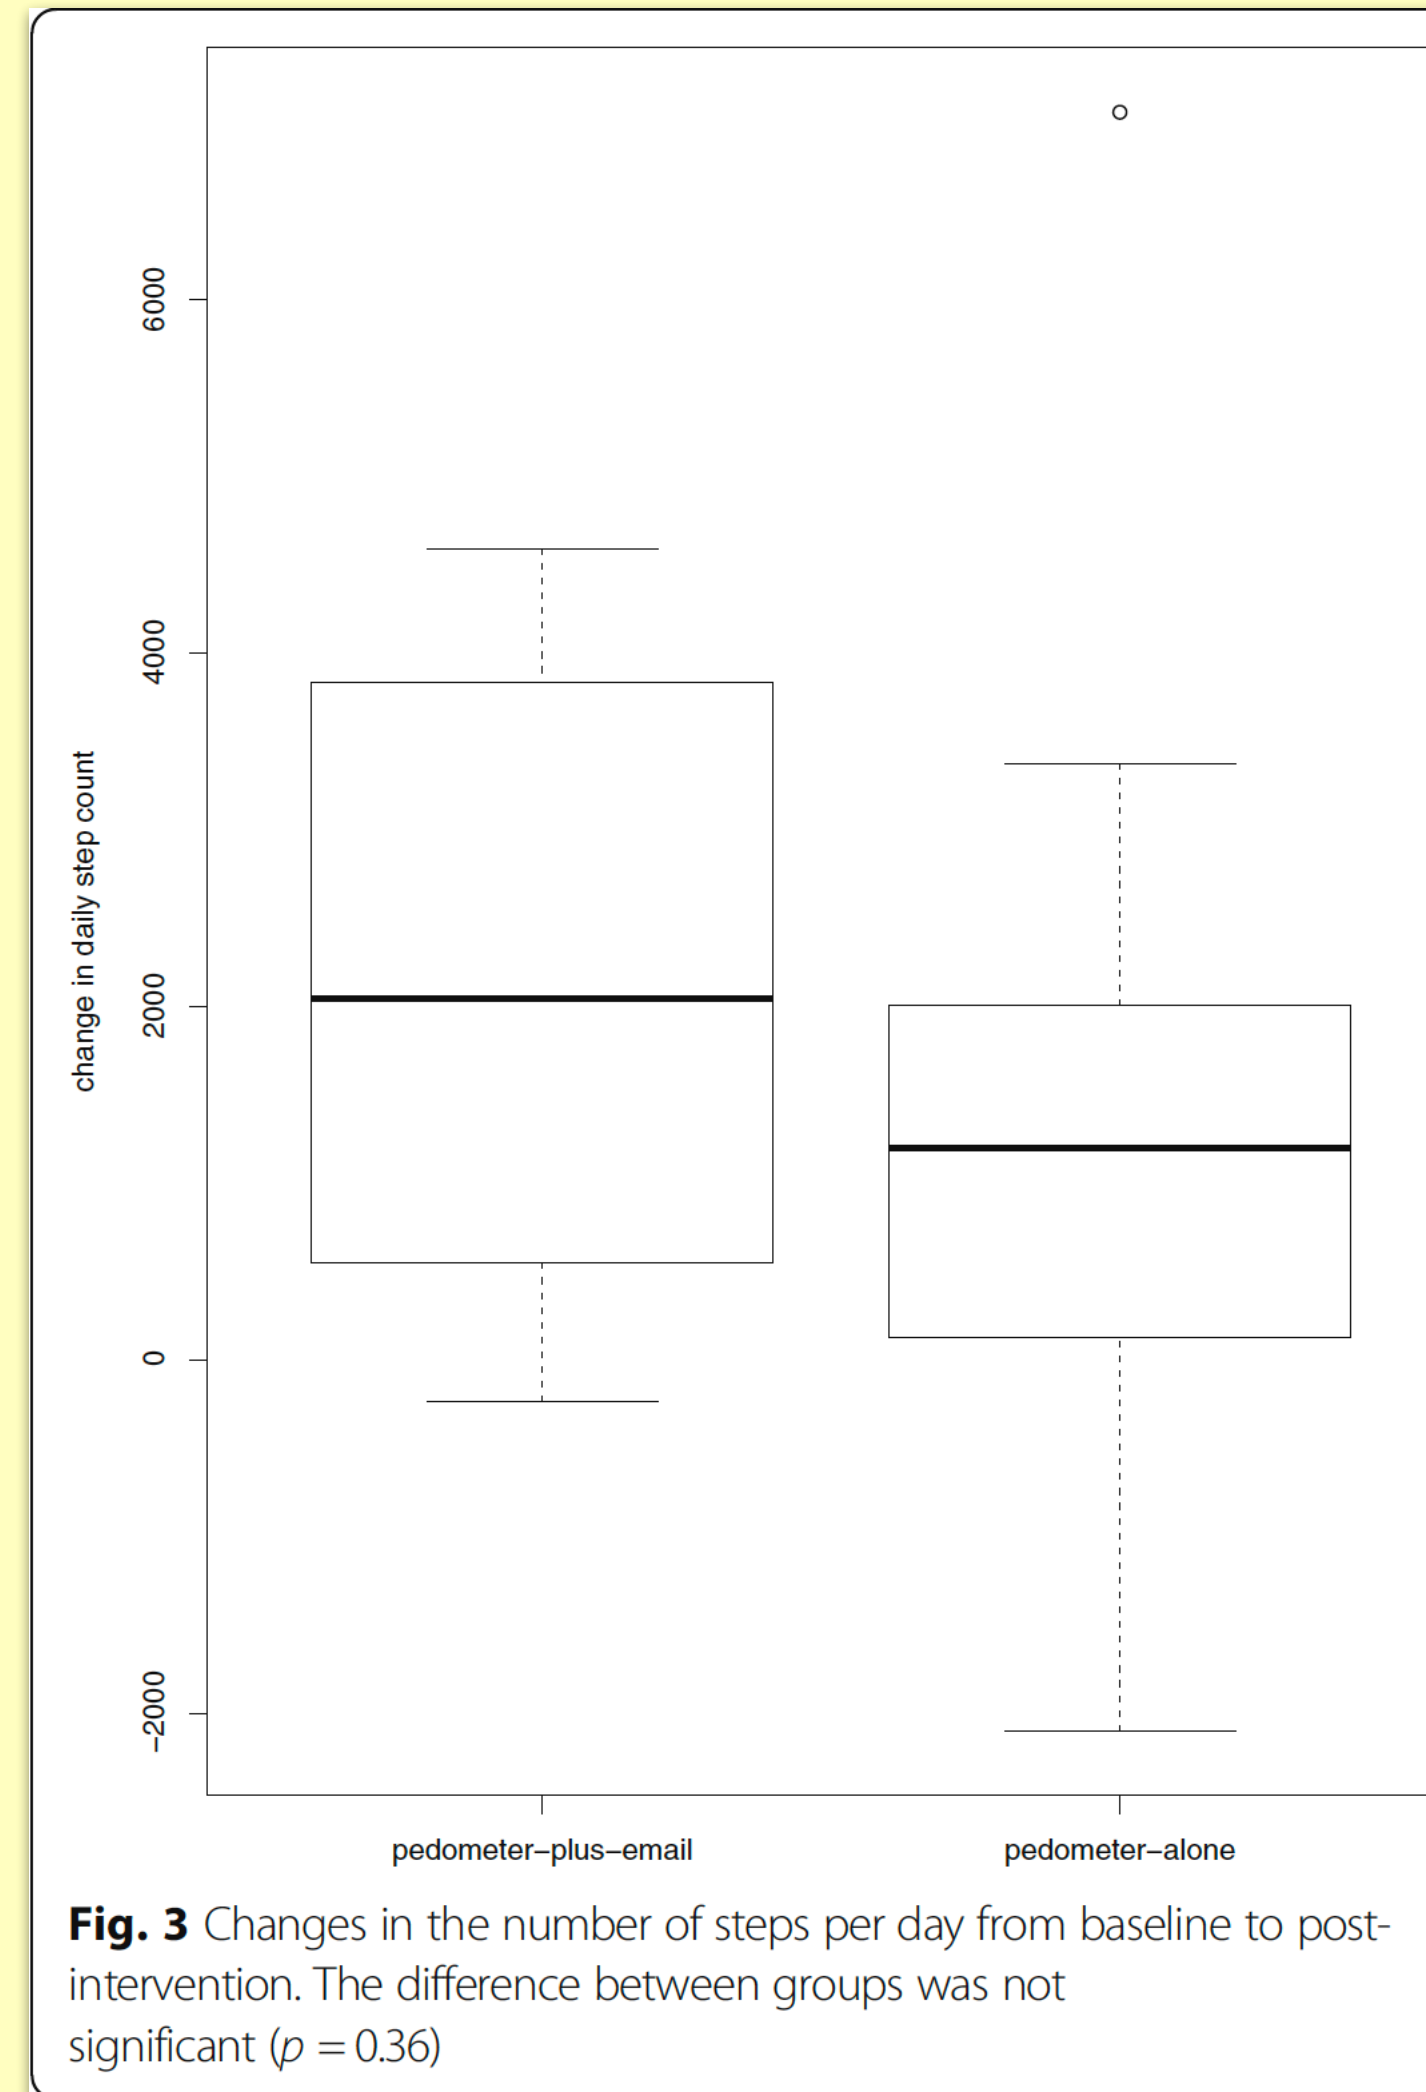 6000
4000
2000
0
−2000
change in daily step count
pedometer−plus−email
pedometer−alone
Fig. 3 Changes in the number of steps per day from baseline to post-
intervention. The difference between groups was not
significant (p = 0.36)